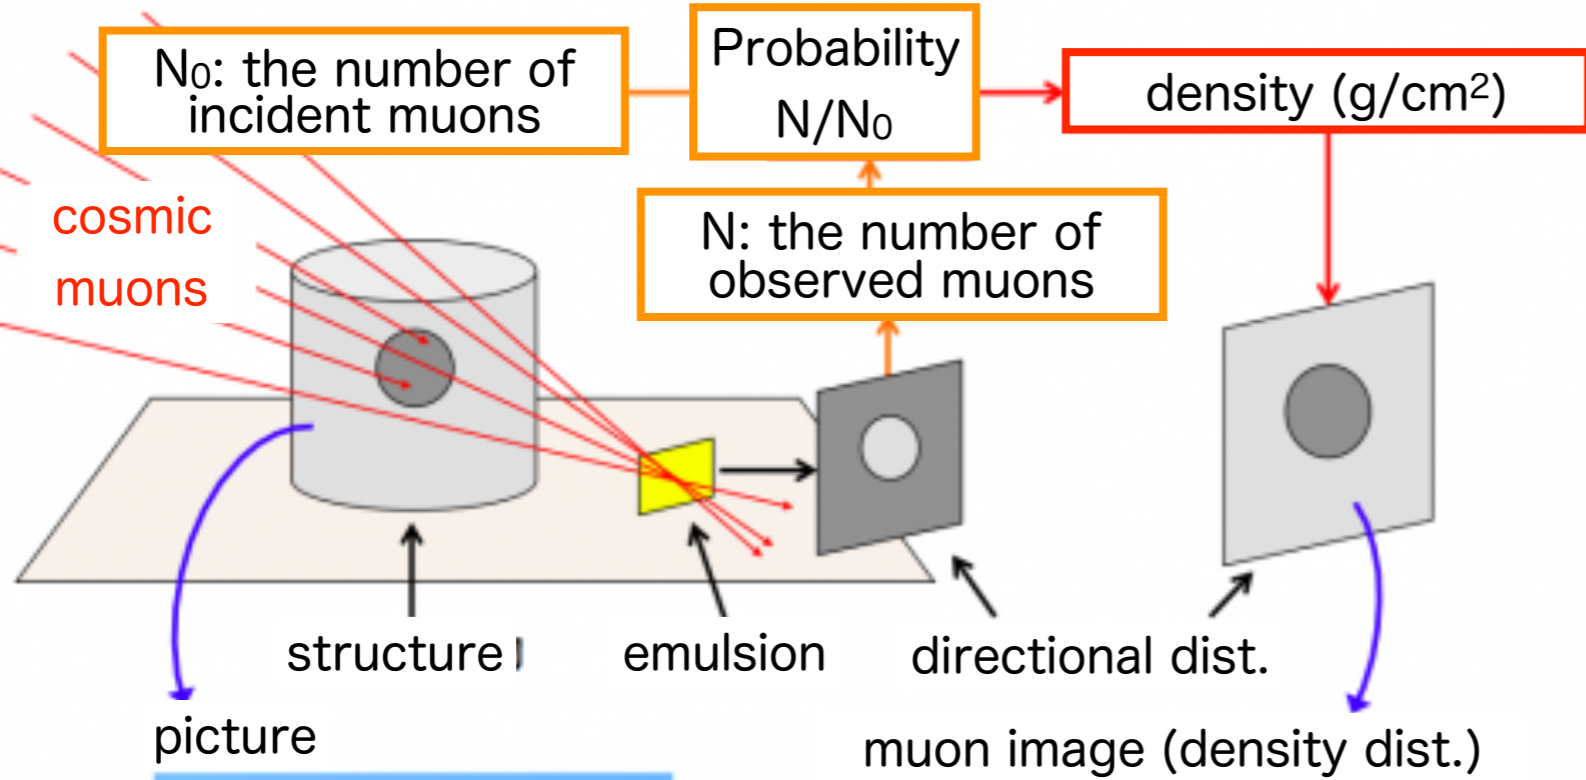 N₀: the number of
incident muons
Probability
N/N₀
density (g/cm²)
cosmic
muons
N: the number of
observed muons
structure
emulsion
directional dist.
picture
muon image (density dist.)